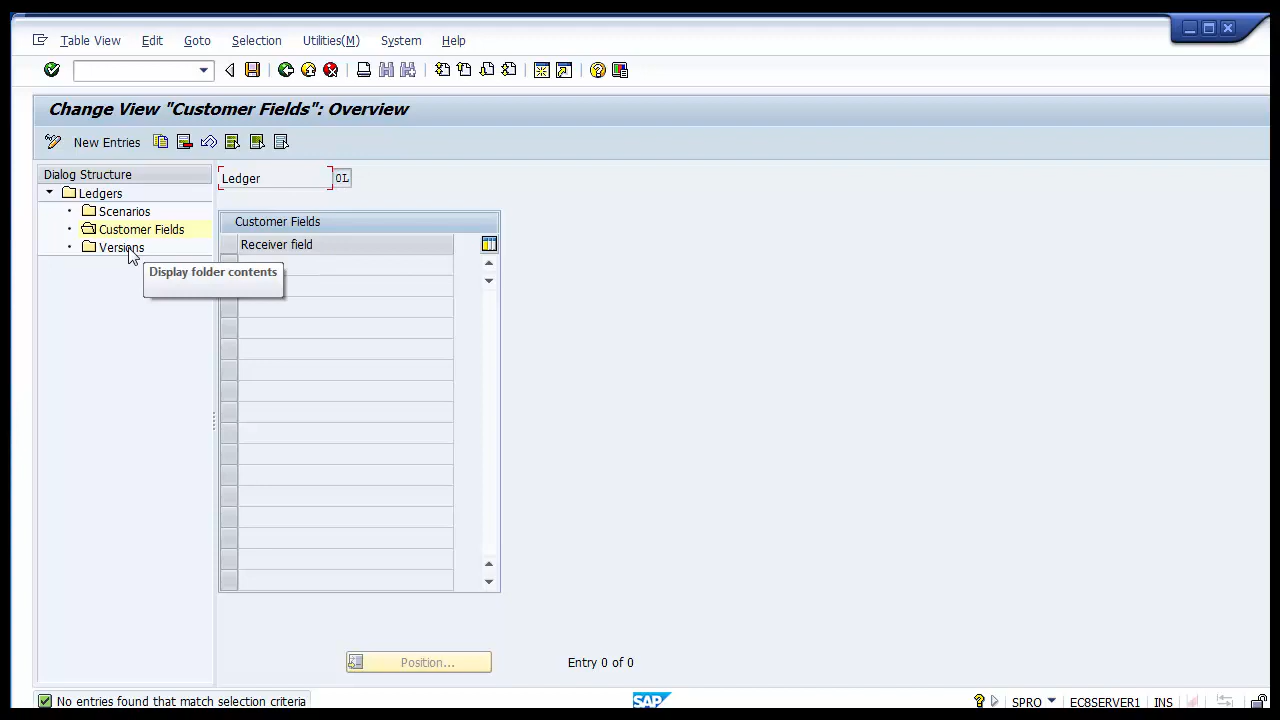 Table View Edit Goto Selection Utilities(M) System Help
Change View "Customer Fields": Overview
New Entries
Dialog Structure
Ledgers
Scenarios
Customer Fields
Versions
Display folder contents
Ledger 0L
Customer Fields
Receiver field
Position... Entry 0 of 0
No entries found that match selection criteria SAP SPRO EC8SERVER1 INS